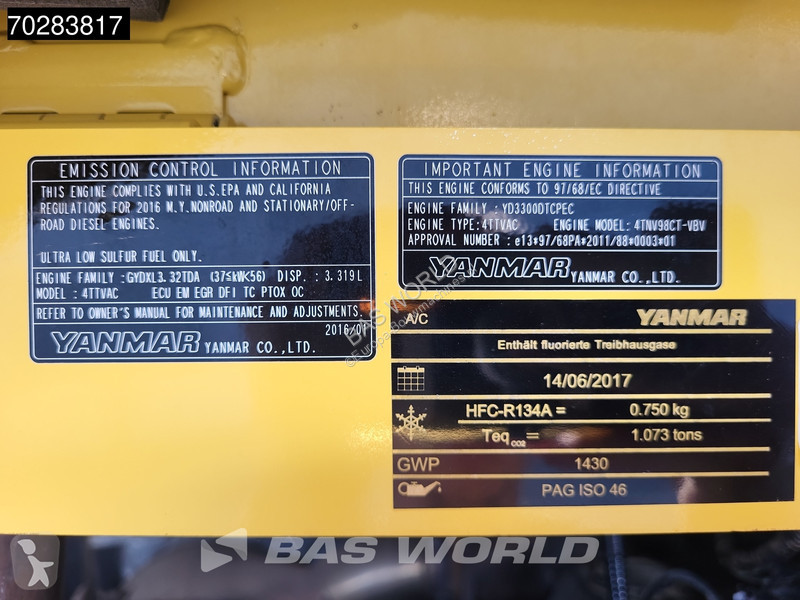 70283817
EMISSION CONTROL INFORMATION
THIS ENGINE COMPLIES WITH U.S.EPA AND CALIFORNIA
REGULATIONS FOR 2016 M.Y.NONROAD AND STATIONARY/OFF-
ROAD DIESEL ENGINES.
ULTRA LOW SULFUR FUEL ONLY.
ENGINE FAMILY:GYDXL3.32TDA (37≤kW<56) DISP.: 3.319L
MODEL : 4TTVAC ECU EM EGR DFI TC PTOX OC
REFER TO OWNER'S MANUAL FOR MAINTENANCE AND ADJUSTMENTS.
2016/01
YANMAR YANMAR CO.,LTD.
IMPORTANT ENGINE INFORMATION
THIS ENGINE CONFORMS TO 97/68/EC DIRECTIVE
ENGINE FAMILY : YD3300DTCPEC
ENGINE TYPE:4TTVAC ENGINE MODEL: 4TNV98CT-VBV
APPROVAL NUMBER : e13*97/68PA*2011/88*0003*01
YANMAR YANMAR CO.,LTD.
A/C YANMAR
Enthält fluorierte Treibhausgase
14/06/2017
HFC-R134A = 0.750 kg
Teq CO2 = 1.073 tons
GWP 1430
PAG ISO 46
BAS WORLD
BAS WORLD